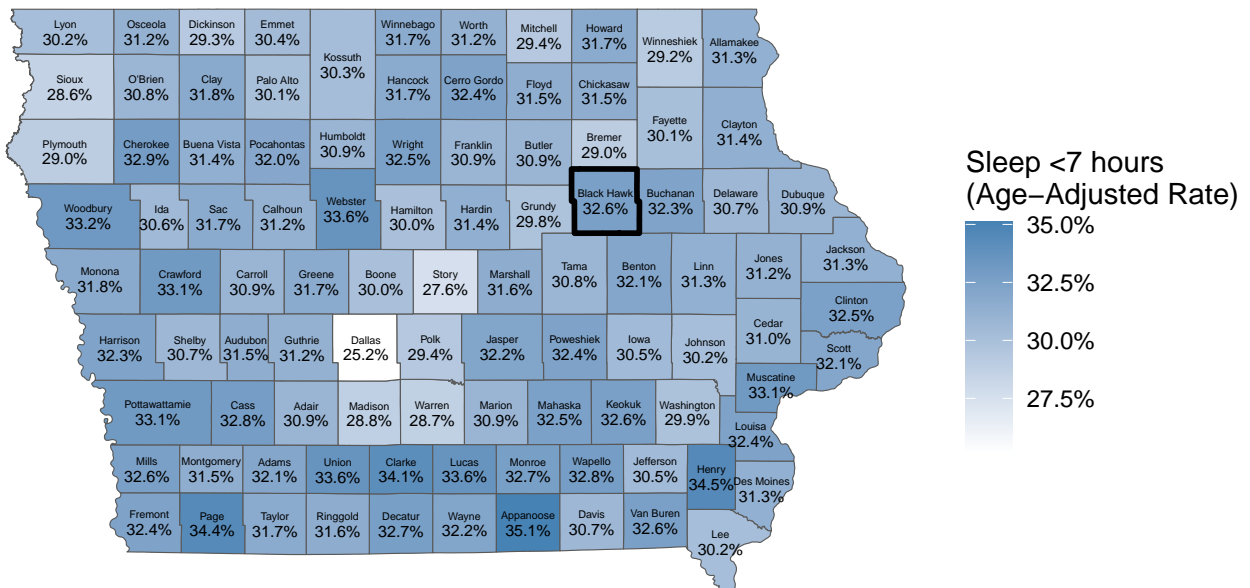 Lyon
30.2%
Osceola
31.2%
Dickinson
29.3%
Emmet
30.4%
Kossuth
30.3%
Winnebago
31.7%
Worth
31.2%
Mitchell
29.4%
Howard
31.7%
Winneshiek
29.2%
Allamakee
31.3%
Sioux
28.6%
O'Brien
30.8%
Clay
31.8%
Palo Alto
30.1%
Hancock
31.7%
Cerro Gordo
32.4%
Floyd
31.5%
Chickasaw
31.5%
Fayette
30.1%
Clayton
31.4%
Plymouth
29.0%
Cherokee
32.9%
Buena Vista
31.4%
Pocahontas
32.0%
Humboldt
30.9%
Wright
32.5%
Franklin
30.9%
Butler
30.9%
Bremer
29.0%
Woodbury
33.2%
Ida
30.6%
Sac
31.7%
Calhoun
31.2%
Webster
33.6%
Hamilton
30.0%
Hardin
31.4%
Grundy
29.8%
Black Hawk
32.6%
Buchanan
32.3%
Delaware
30.7%
Dubuque
30.9%
Monona
31.8%
Crawford
33.1%
Carroll
30.9%
Greene
31.7%
Boone
30.0%
Story
27.6%
Marshall
31.6%
Tama
30.8%
Benton
32.1%
Linn
31.3%
Jones
31.2%
Jackson
31.3%
Clinton
32.5%
Harrison
32.3%
Shelby
30.7%
Audubon
31.5%
Guthrie
31.2%
Dallas
25.2%
Polk
29.4%
Jasper
32.2%
Poweshiek
32.4%
Iowa
30.5%
Johnson
30.2%
Cedar
31.0%
Scott
32.1%
Muscatine
33.1%
Pottawattamie
33.1%
Cass
32.8%
Adair
30.9%
Madison
28.8%
Warren
28.7%
Marion
30.9%
Mahaska
32.5%
Keokuk
32.6%
Washington
29.9%
Louisa
32.4%
Mills
32.6%
Montgomery
31.5%
Adams
32.1%
Union
33.6%
Clarke
34.1%
Lucas
33.6%
Monroe
32.7%
Wapello
32.8%
Jefferson
30.5%
Henry
34.5%
Des Moines
31.3%
Fremont
32.4%
Page
34.4%
Taylor
31.7%
Ringgold
31.6%
Decatur
32.7%
Wayne
32.2%
Appanoose
35.1%
Davis
30.7%
Van Buren
32.6%
Lee
30.2%
Sleep <7 hours
(Age−Adjusted Rate)
35.0%
32.5%
30.0%
27.5%